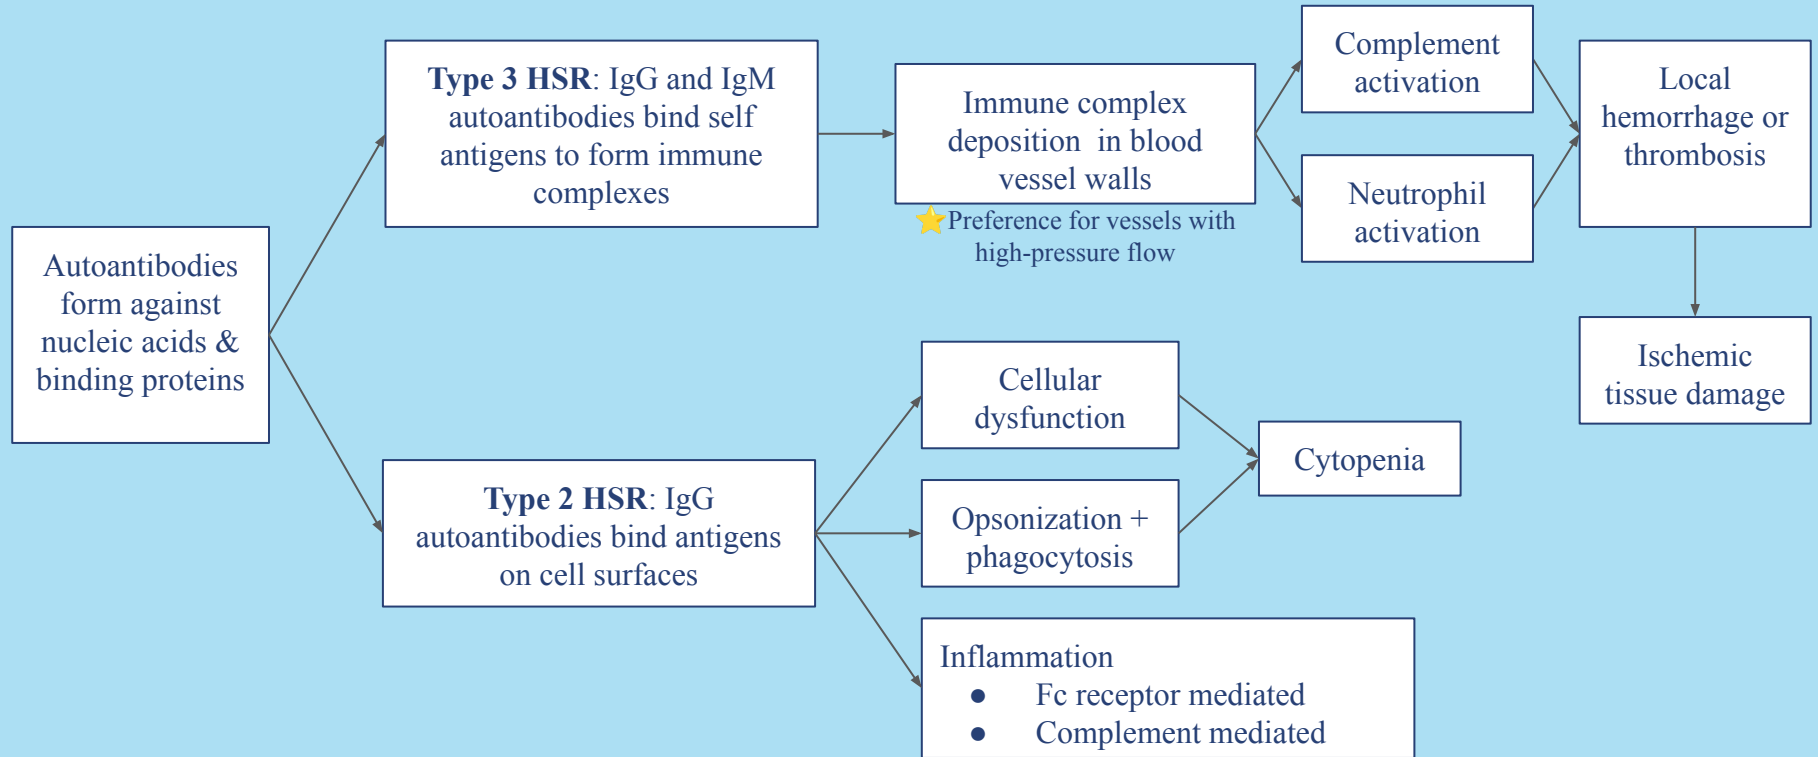 Autoantibodies
form against
nucleic acids &
binding proteins
Type 3 HSR: IgG and IgM
autoantibodies bind self
antigens to form immune
complexes
Immune complex
deposition in blood
vessel walls
⭐Preference for vessels with
high-pressure flow
Complement
activation
Neutrophil
activation
Local
hemorrhage or
thrombosis
Ischemic
tissue damage
Type 2 HSR: IgG
autoantibodies bind antigens
on cell surfaces
Cellular
dysfunction
Opsonization +
phagocytosis
Cytopenia
Inflammation
● Fc receptor mediated
● Complement mediated